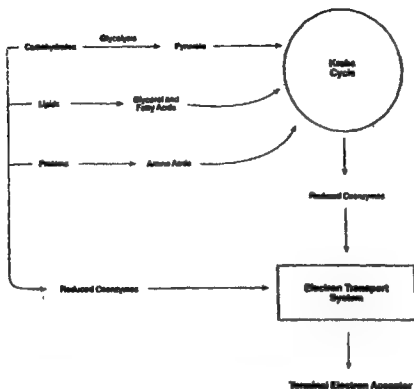 Carbohydrates
Glycolysis
Pyruvate
Krebs
Cycle
Lipids
Glycerol and
Fatty Acids
Proteins
Amino Acids
Reduced Coenzymes
Reduced Coenzymes
Electron Transport
System
Terminal Electron Acceptor